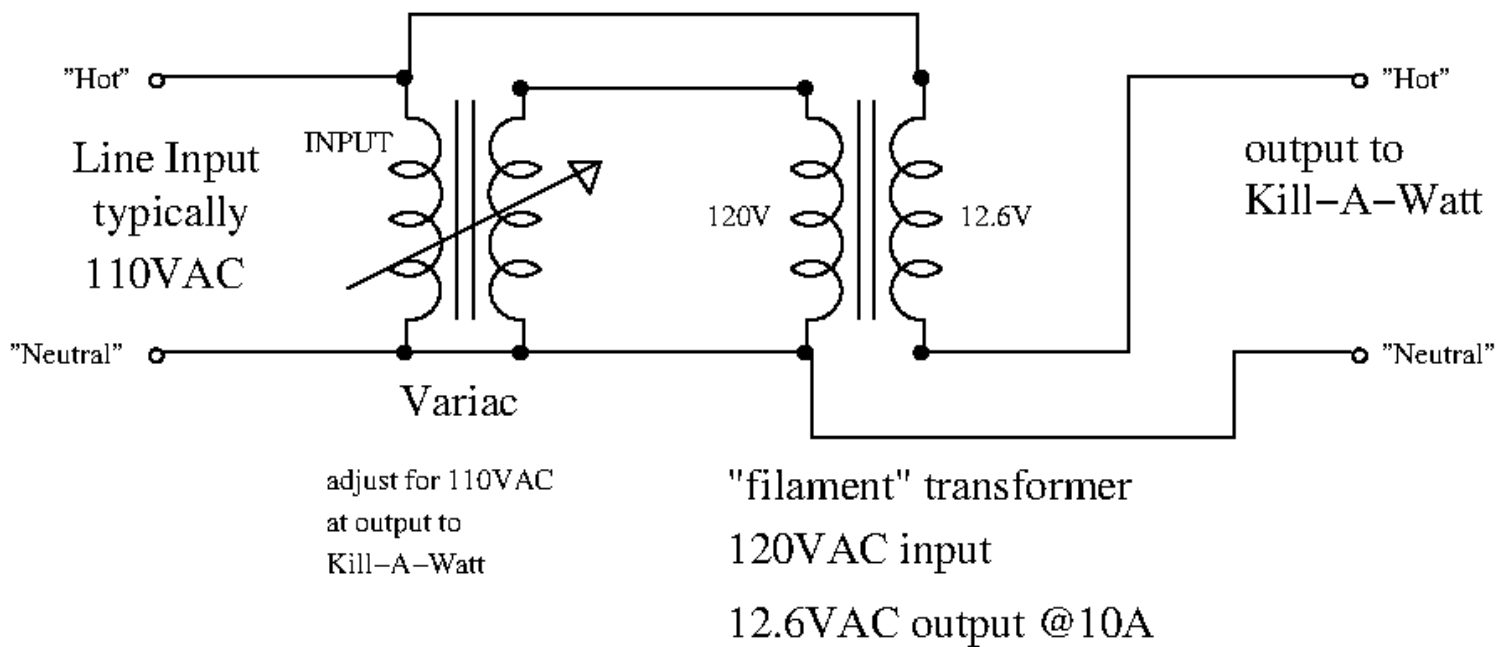 "Hot"
"Hot"
INPUT
Line Input
typically
110VAC
120V
12.6V
output to
Kill-A-Watt
"Neutral"
"Neutral"
Variac
adjust for 110VAC
at output to
Kill-A-Watt
"filament" transformer
120VAC input
12.6VAC output @10A